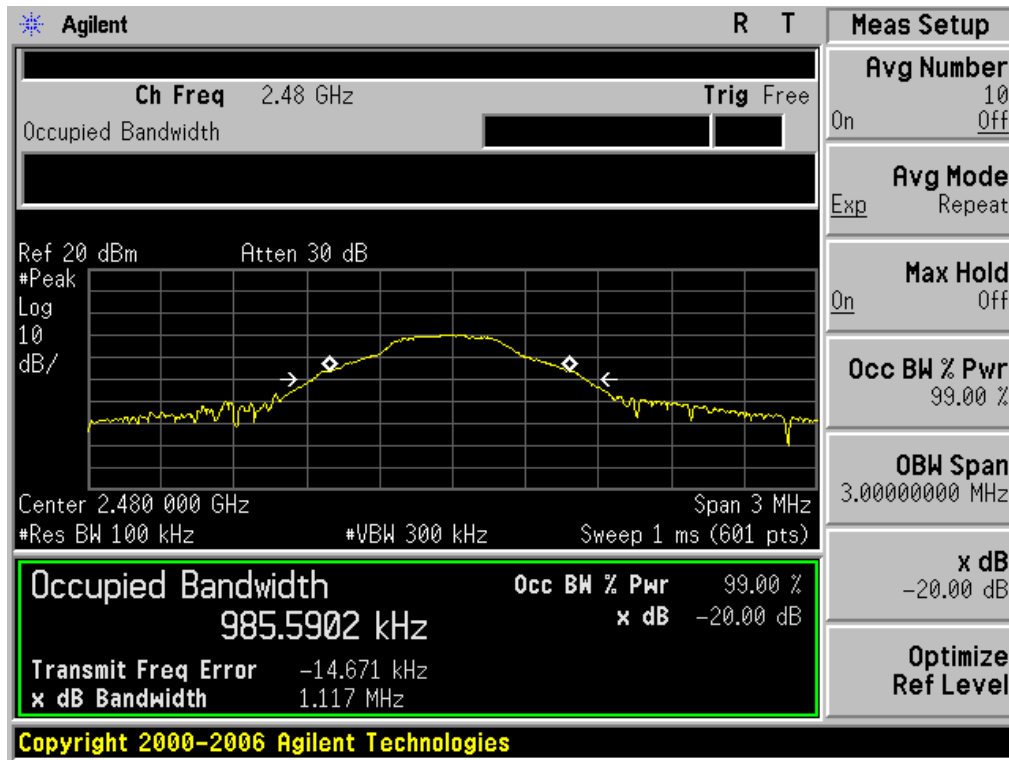 Agilent R T
Ch Freq 2.48 GHz Trig Free
Occupied Bandwidth
Ref 20 dBm Atten 30 dB
#Peak
Log
10
dB/
Center 2.480 000 GHz Span 3 MHz
#Res BW 100 kHz #VBW 300 kHz Sweep 1 ms (601 pts)
Occupied Bandwidth Occ BW % Pwr 99.00 %
985.5902 kHz x dB -20.00 dB
Transmit Freq Error -14.671 kHz
x dB Bandwidth 1.117 MHz
Copyright 2000-2006 Agilent Technologies
Meas Setup
Avg Number
10
On Off
Avg Mode
Exp Repeat
Max Hold
On Off
Occ BW % Pwr
99.00 %
OBW Span
3.00000000 MHz
x dB
-20.00 dB
Optimize
Ref Level